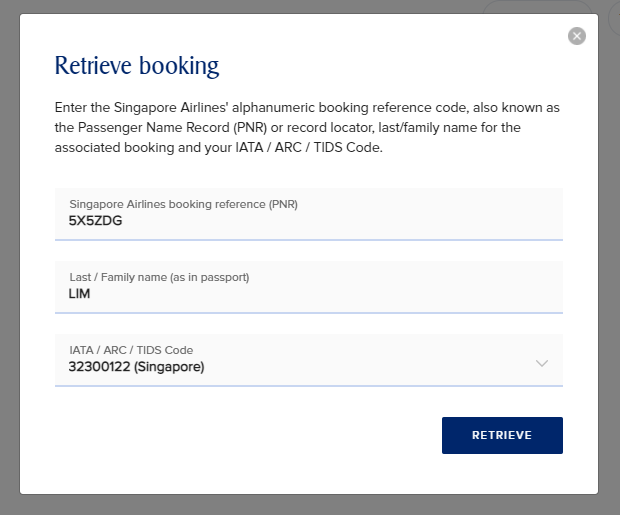 Retrieve booking
Enter the Singapore Airlines' alphanumeric booking reference code, also known as
the Passenger Name Record (PNR) or record locator, last/family name for the
associated booking and your IATA / ARC / TIDS Code.
Singapore Airlines booking reference (PNR)
5X5ZDG
Last / Family name (as in passport)
LIM
IATA / ARC / TIDS Code
32300122 (Singapore)
RETRIEVE